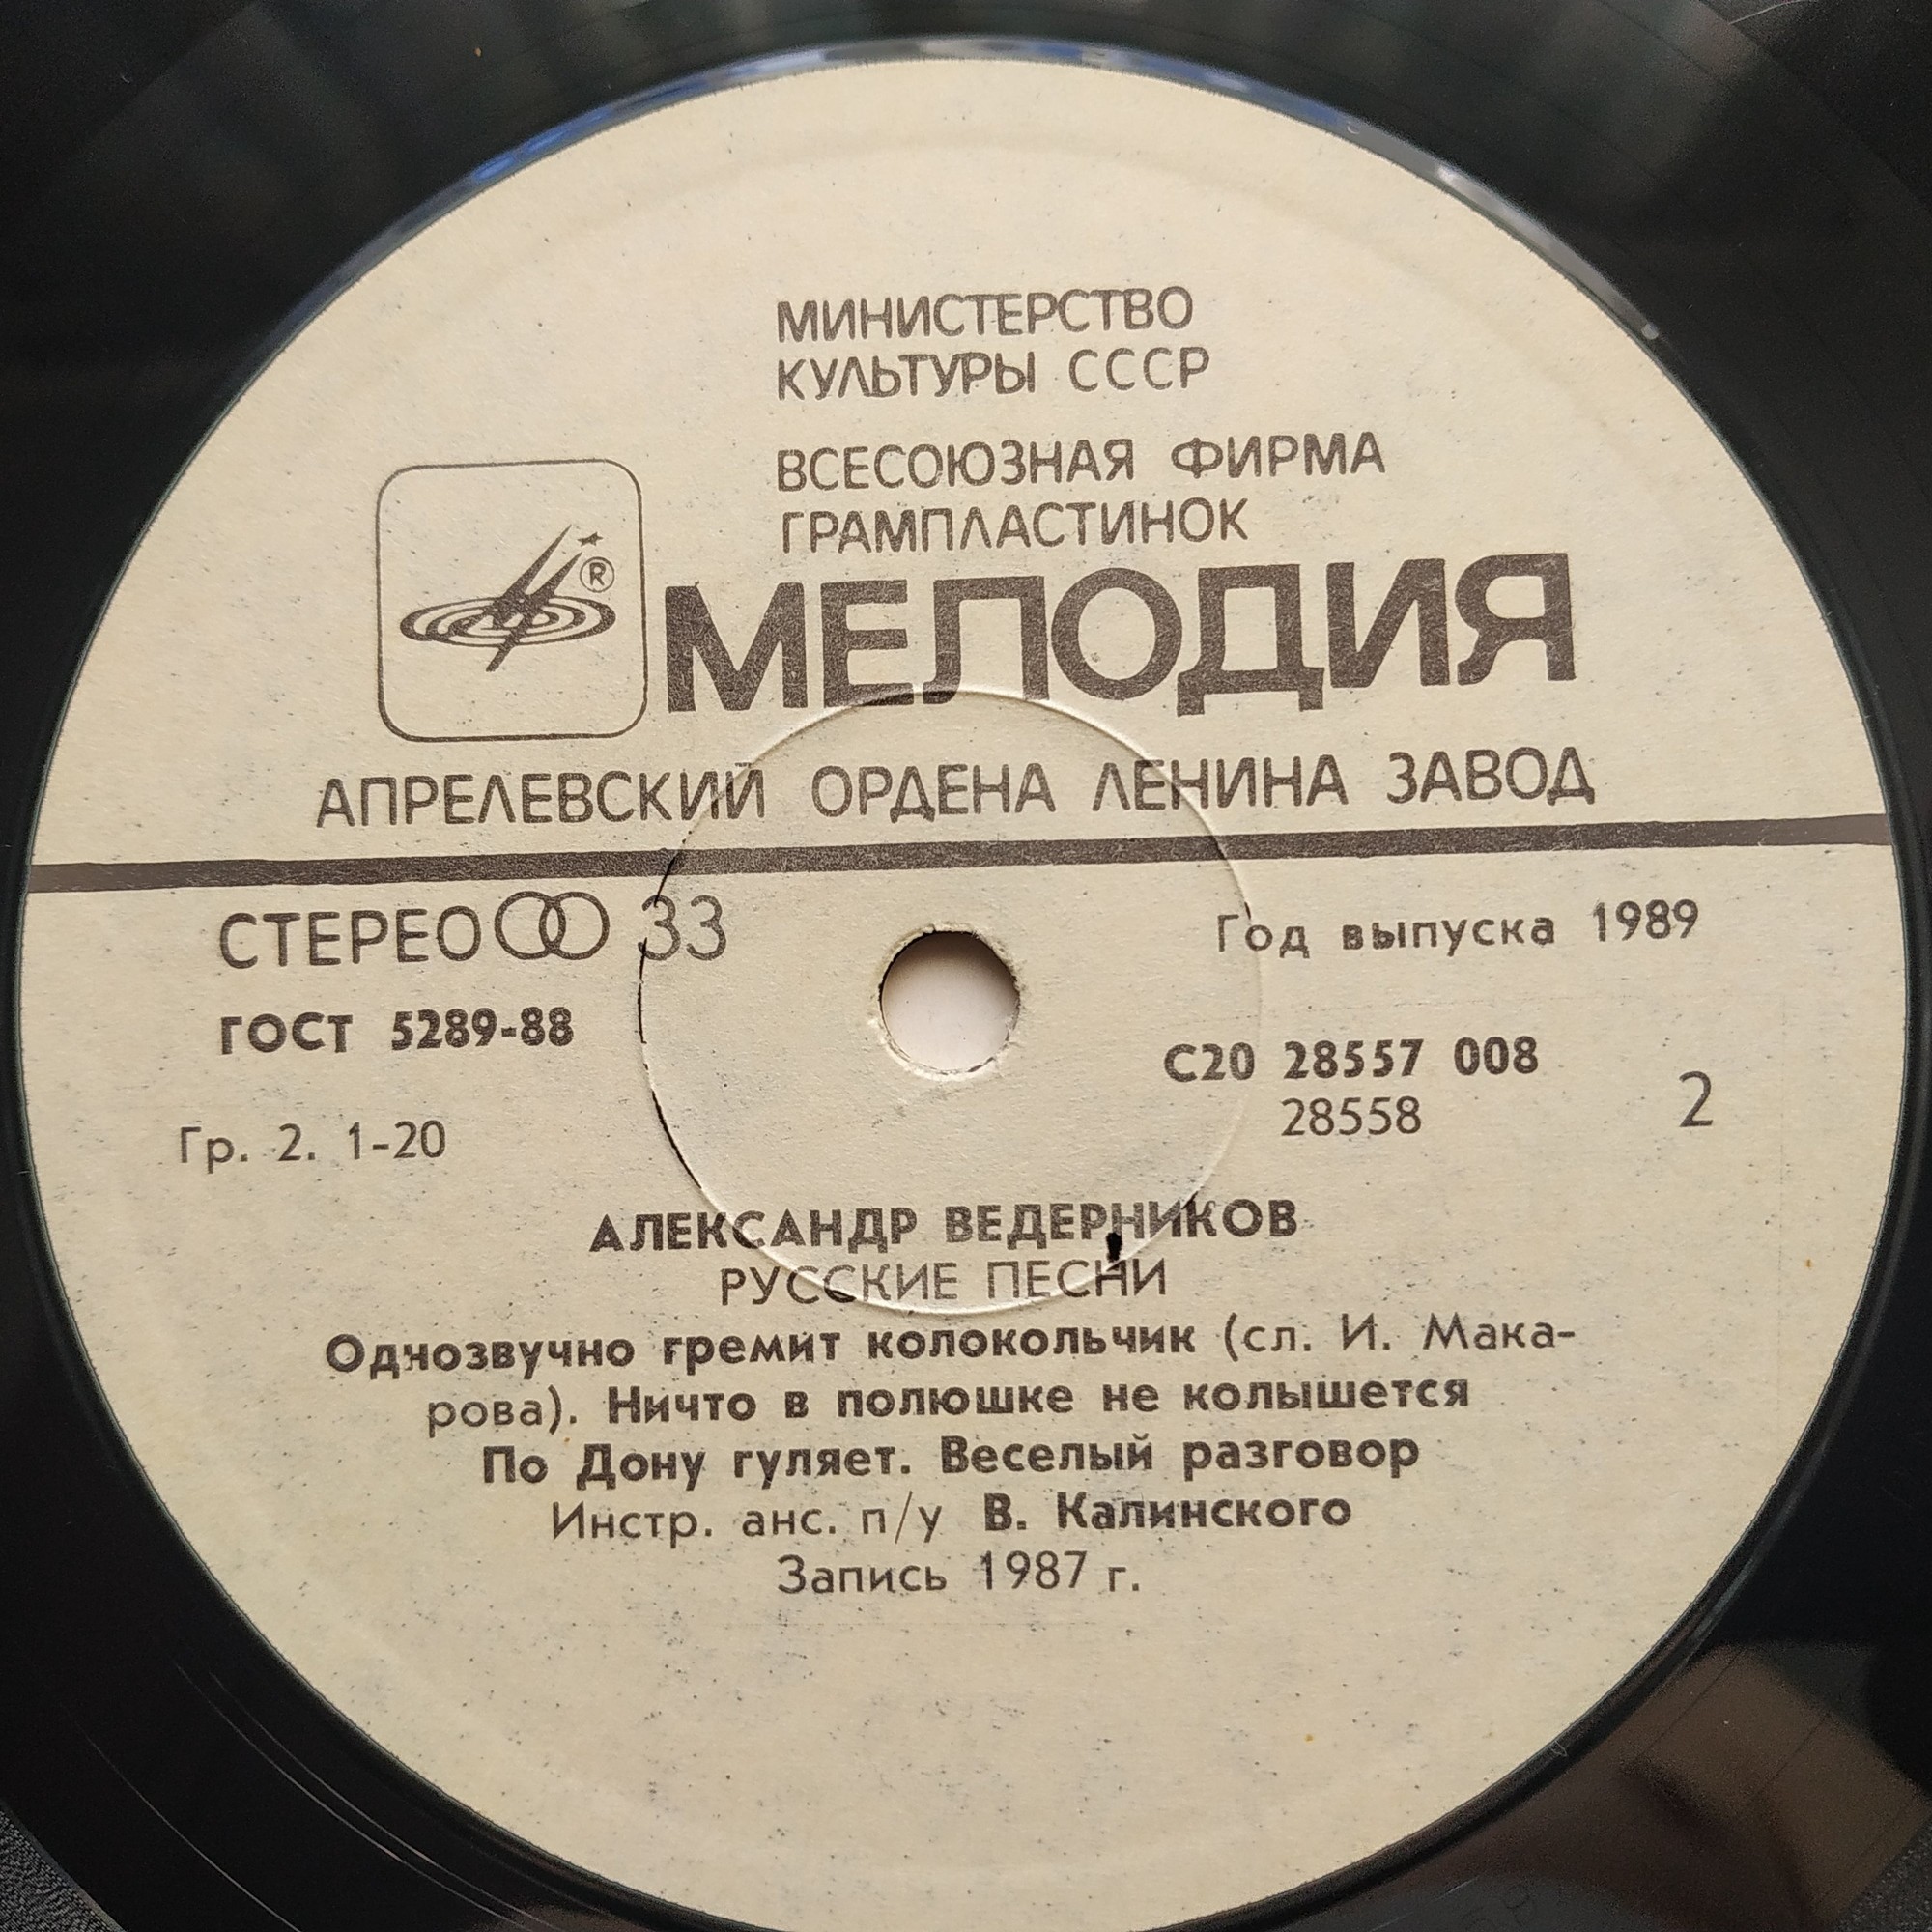 МИНИСТЕРСТВО
КУЛЬТУРЫ СССР
ВСЕСОЮЗНАЯ ФИРМА
ГРАМПЛАСТИНОК
®
МЕЛОДИЯ
АПРЕЛЕВСКИЙ ОРДЕНА ЛЕНИНА ЗАВОД
СТЕРЕО 33
Год выпуска 1989
ГОСТ 5289-88
С20 28557 008
28558
2
Гр. 2. 1-20
АЛЕКСАНДР ВЕДЕРНИКОВ
РУССКИЕ ПЕСНИ
Однозвучно гремит колокольчик (сл. И. Мака-
рова). Ничто в полюшке не колышется
По Дону гуляет. Веселый разговор
Инстр. анс. п/у В. Калинского
Запись 1987 г.